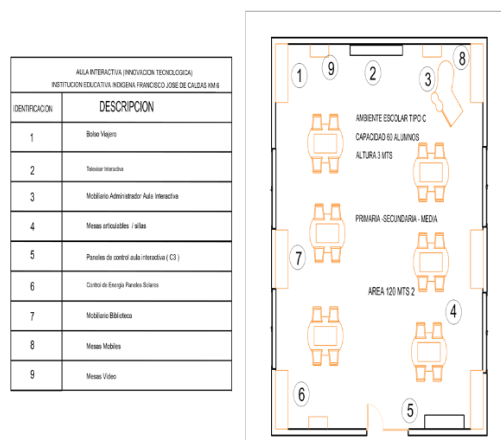 AULA INTERACTIVA (INNOVACION TECNOLOGICA)
INSTITUCION EDUCATIVA INDIGENA FRANCISCO JOSE DE CALDAS KM 6
IDENTIFICACION DESCRIPCION
1 Bolso Viajero
2 Televisor Interactivo
3 Mobiliario Administrador Aula Interactiva
4 Mesas articulables / sillas
5 Paneles de control aula interactiva ( C3 )
6 Control de Energia Paneles Solares
7 Mobiliario Biblioteca
8 Mesas Mobiles
9 Mesas Video
1
9
2
3
8
AMBIENTE ESCOLAR TIPO C
CAPACIDAD 60 ALUMNOS
ALTURA 3 MTS
PRIMARIA -SECUNDARIA - MEDIA
7
AREA 120 MTS 2
4
6
5